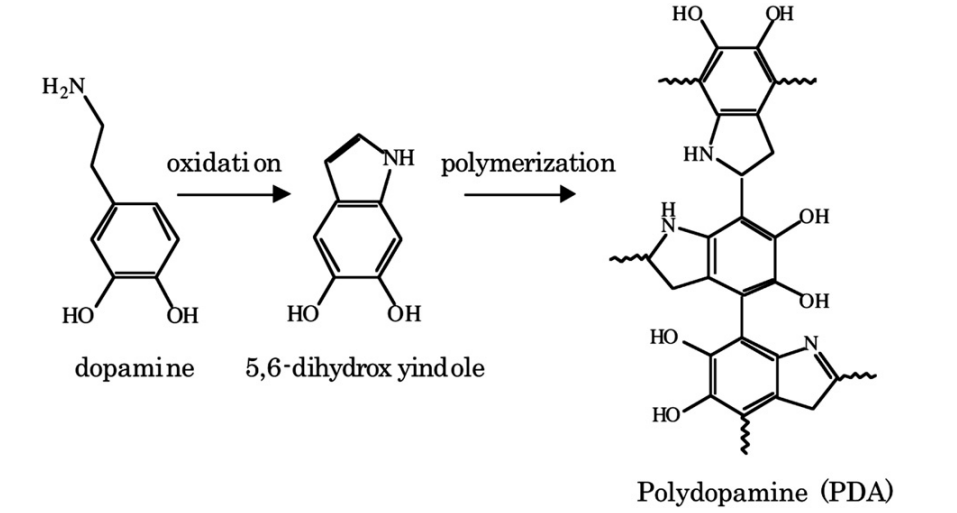 HO OH
H₂N
oxidation NH polymerization
HN
H
N OH
OH
HO OH HO OH
HO N
dopamine 5,6-dihydroxyindole
HO
Polydopamine (PDA)